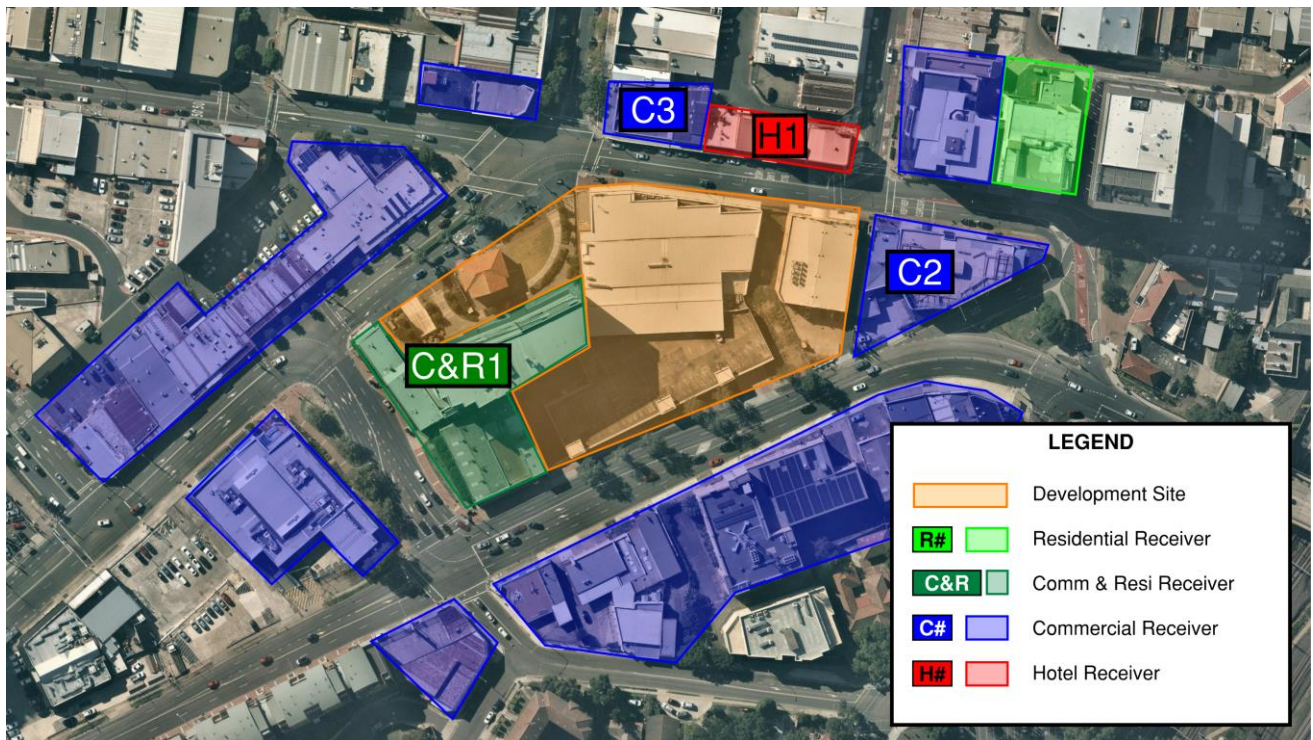 C3
H1
C2
C&R1
LEGEND
Development Site
R# Residential Receiver
C&R Comm & Resi Receiver
C# Commercial Receiver
H# Hotel Receiver